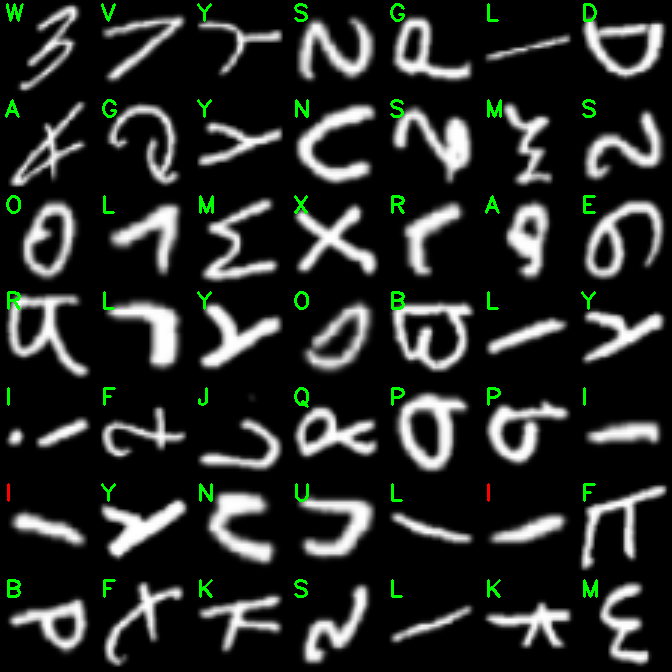 W V Y S G L D
A G Y N S M S
O L M X R A E
R L Y O B L Y
I F J Q P P I
I Y N U L I F
B F K S L K M